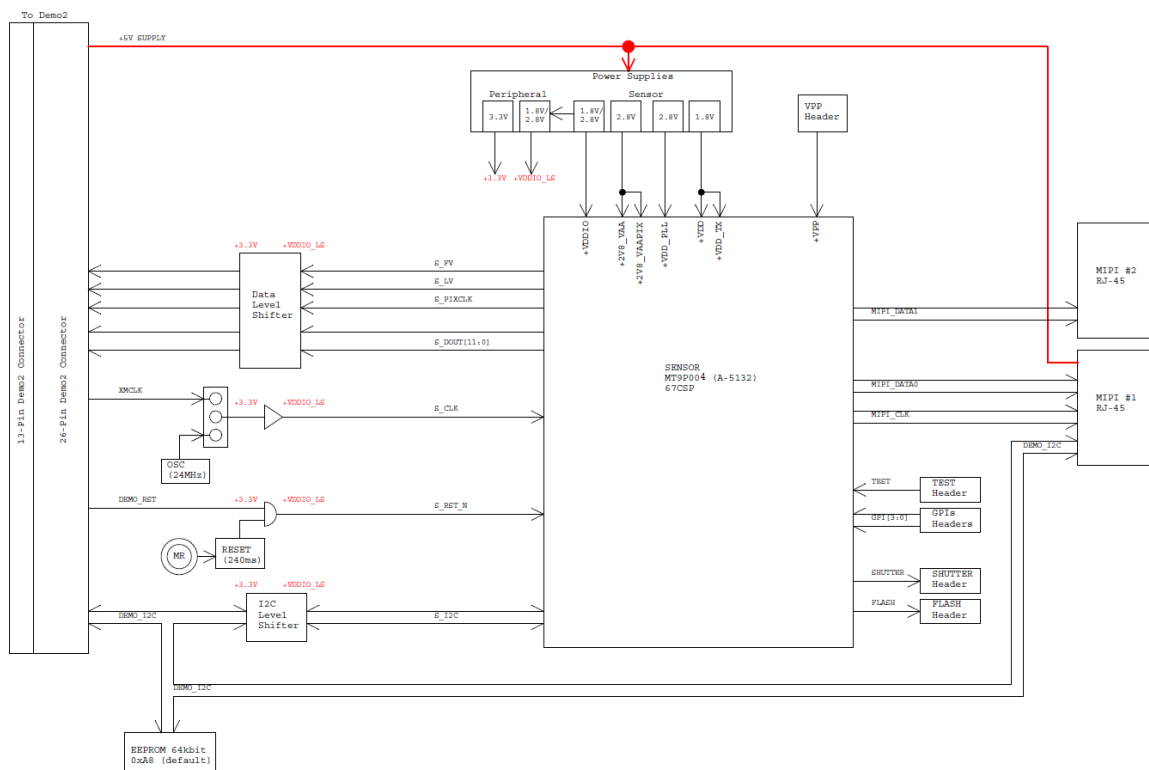 To Demo2
+5V SUPPLY
Power Supplies
Peripheral
Sensor
3.3V
1.8V/
2.8V
1.8V/
2.8V
2.8V
2.8V
1.8V
VPP
Header
+3.3V
+VDDIO_LS
+VDDIO
+2V8_VAA
+2V8_VAAPIX
+VDD_PLL
+VDD
+VDD_TX
+VPP
13-Pin Demo2 Connector
26-Pin Demo2 Connector
+3.3V
+VDDIO_LS
Data
Level
Shifter
S_FV
S_LV
S_PIXCLK
S_DOUT[11:0]
SENSOR
MT9P004 (A-5132)
67CSP
MIPI_DATA1
MIPI #2
RJ-45
MIPI_DATA0
MIPI_CLK
MIPI #1
RJ-45
DEMO_I2C
XMCLK
+3.3V
+VDDIO_LS
S_CLK
OSC
(24MHz)
DEMO_RST
+3.3V
+VDDIO_LS
S_RST_N
MR
RESET
(240ms)
TEST
TEST
Header
GPI[3:0]
GPIs
Headers
SHUTTER
SHUTTER
Header
FLASH
FLASH
Header
+3.3V
+VDDIO_LS
DEMO_I2C
I2C
Level
Shifter
S_I2C
DEMO_I2C
EEPROM 64kbit
0xA8 (default)